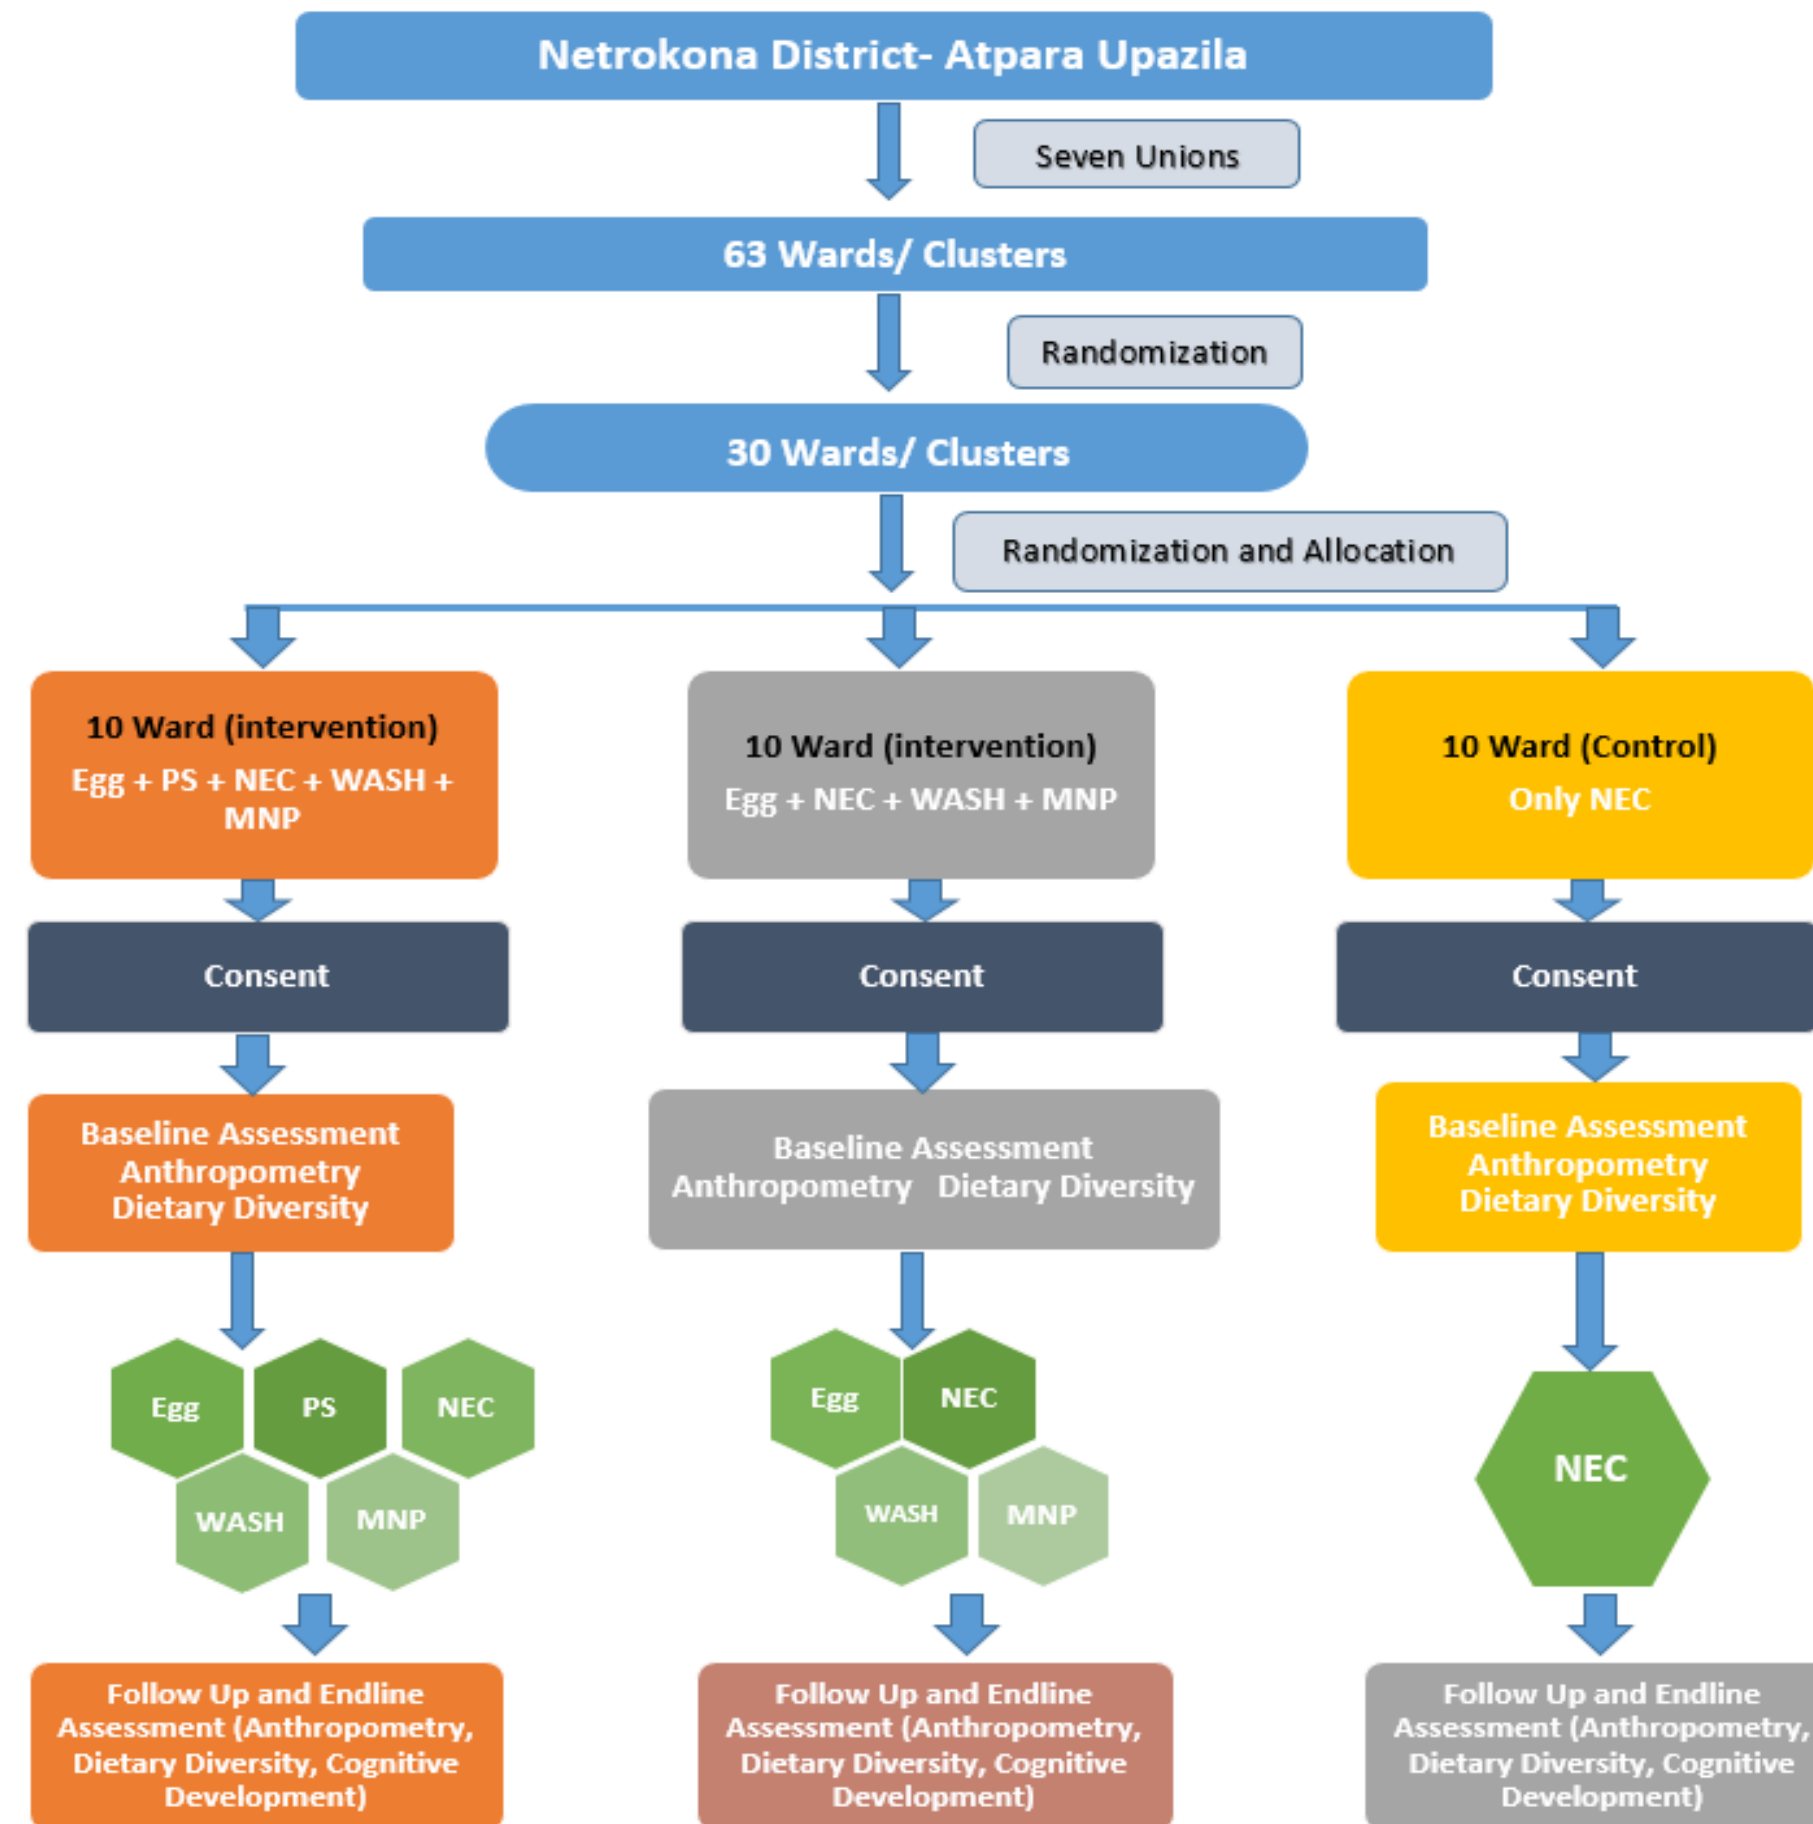 Netrokona District- Atpara Upazila
Seven Unions
63 Wards/ Clusters
Randomization
30 Wards/ Clusters
Randomization and Allocation
10 Ward (intervention)
Egg + PS + NEC + WASH +
MNP
10 Ward (intervention)
Egg + NEC + WASH + MNP
10 Ward (Control)
Only NEC
Consent
Consent
Consent
Baseline Assessment
Anthropometry
Dietary Diversity
Baseline Assessment
Anthropometry Dietary Diversity
Baseline Assessment
Anthropometry
Dietary Diversity
Egg
PS
NEC
WASH
MNP
Egg
NEC
WASH
MNP
NEC
Follow Up and Endline
Assessment (Anthropometry,
Dietary Diversity, Cognitive
Development)
Follow Up and Endline
Assessment (Anthropometry,
Dietary Diversity, Cognitive
Development)
Follow Up and Endline
Assessment (Anthropometry,
Dietary Diversity, Cognitive
Development)